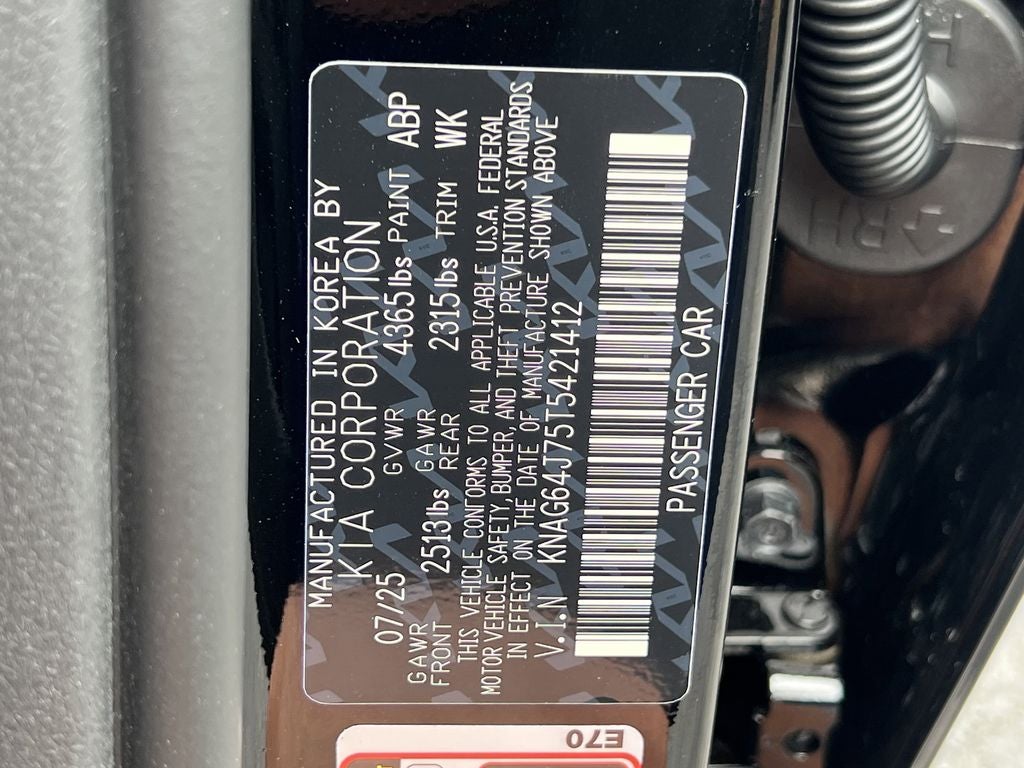 MANUFACTURED IN KOREA BY
KIA CORPORATION
07/25 GVWR 4365lbs PAINT ABP
GAWR FRONT 2513lbs GAWR REAR 2315lbs TRIM WK
THIS VEHICLE CONFORMS TO ALL APPLICABLE U.S.A. FEDERAL
MOTOR VEHICLE SAFETY, BUMPER, AND THEFT PREVENTION STANDARDS
IN EFFECT ON THE DATE OF MANUFACTURE SHOWN ABOVE
V.I.N KNAG64J75T5421412
PASSENGER CAR
E70
RH